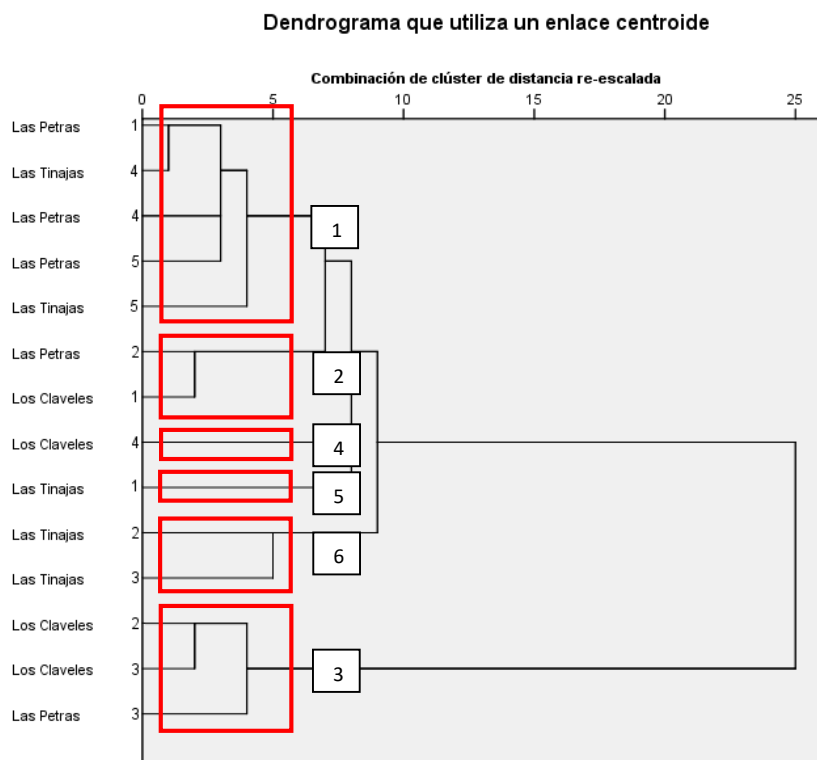 Dendrograma que utiliza un enlace centroide
Combinación de clúster de distancia re-escalada
0 5 10 15 20 25
Las Petras 1
Las Tinajas 4
Las Petras 4
1
Las Petras 5
Las Tinajas 5
Las Petras 2
2
Los Claveles 1
Los Claveles 4
4
Las Tinajas 1
5
Las Tinajas 2
6
Las Tinajas 3
Los Claveles 2
Los Claveles 3
3
Las Petras 3